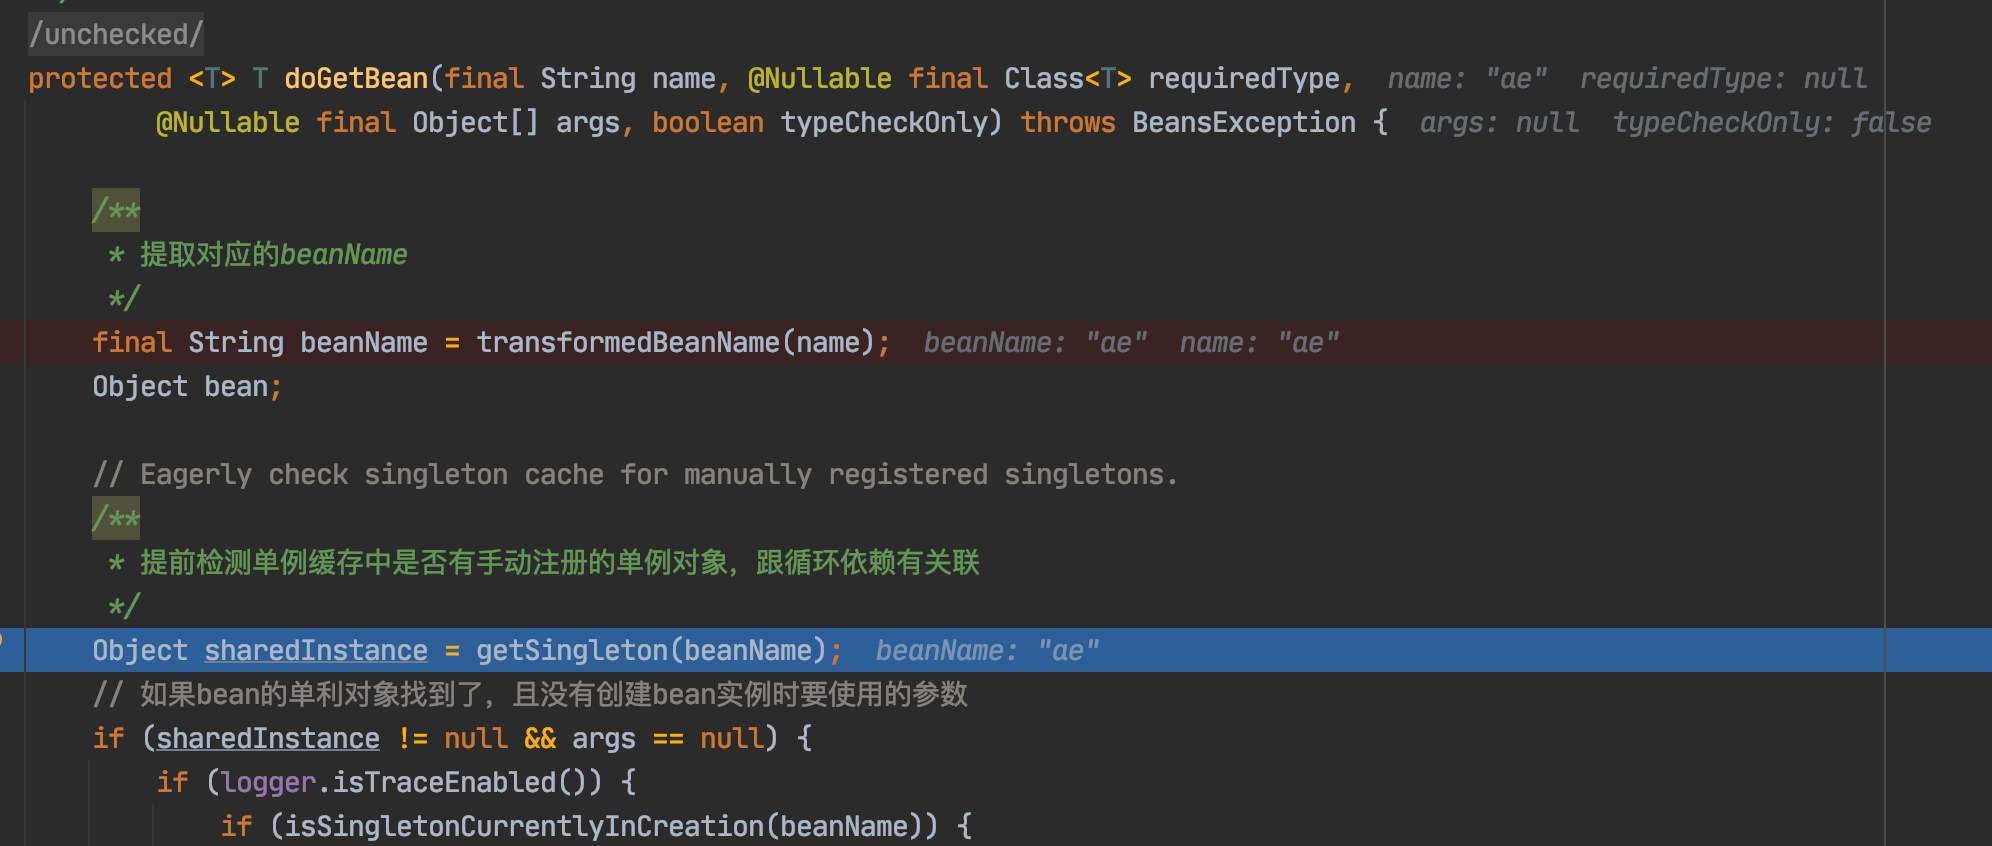 /unchecked/
protected <T> T doGetBean(final String name, @Nullable final Class<T> requiredType,  name: "ae"  requiredType: null
@Nullable final Object[] args, boolean typeCheckOnly) throws BeansException {  args: null  typeCheckOnly: false
/**
* 提取对应的beanName
*/
final String beanName = transformedBeanName(name);  beanName: "ae"  name: "ae"
Object bean;
// Eagerly check singleton cache for manually registered singletons.
/**
* 提前检测单例缓存中是否有手动注册的单例对象，跟循环依赖有关联
*/
Object sharedInstance = getSingleton(beanName);  beanName: "ae"
// 如果bean的单利对象找到了，且没有创建bean实例时要使用的参数
if (sharedInstance != null && args == null) {
if (logger.isTraceEnabled()) {
if (isSingletonCurrentlyInCreation(beanName)) {